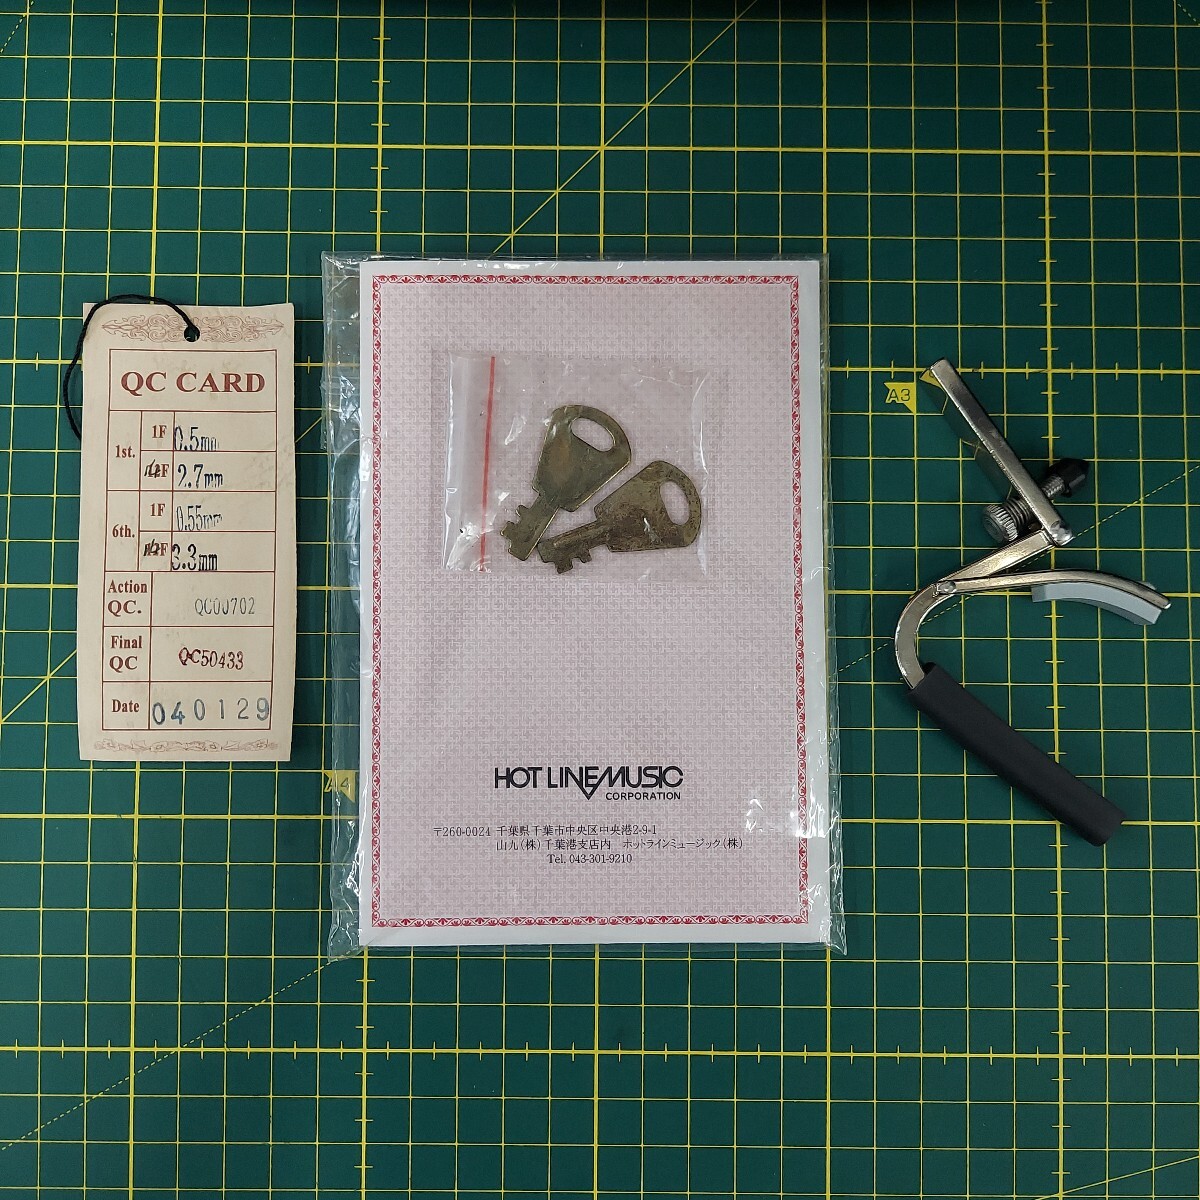 QC CARD
1st. 1F 0.5mm
12F 2.7mm
6th. 1F 0.55mm
12F 3.3mm
Action QC. QC00702
Final QC QC50433
Date 040129
A4
HOT LINE MUSIC
CORPORATION
〒260-0024 千葉県千葉市中央区中央港2-9-1
山九(株)千葉港支店内 ホットラインミュージック(株)
Tel. 043-301-9210
A3